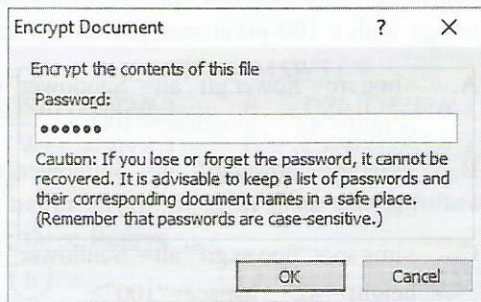 Encrypt Document ? ×
Encrypt the contents of this file
Password:
●●●●●●
Caution: If you lose or forget the password, it cannot be
recovered. It is advisable to keep a list of passwords and
their corresponding document names in a safe place.
(Remember that passwords are case-sensitive.)
OK Cancel